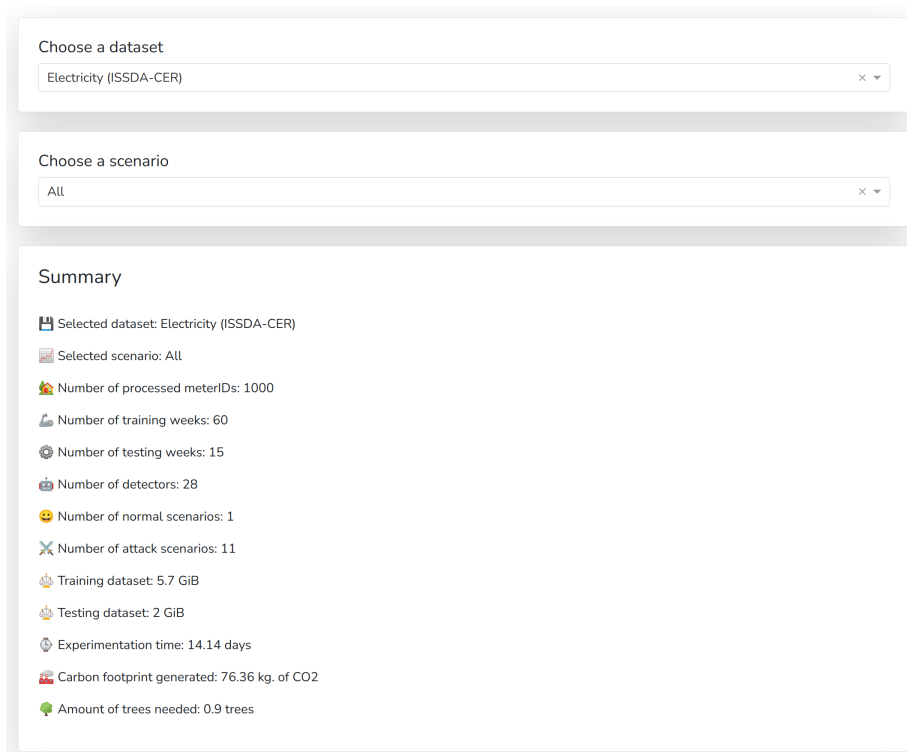 Choose a dataset
Electricity (ISSDA-CER)
Choose a scenario
All
Summary
Selected dataset: Electricity (ISSDA-CER)
Selected scenario: All
Number of processed meterIDs: 1000
Number of training weeks: 60
Number of testing weeks: 15
Number of detectors: 28
Number of normal scenarios: 1
Number of attack scenarios: 11
Training dataset: 5.7 GiB
Testing dataset: 2 GiB
Experimentation time: 14.14 days
Carbon footprint generated: 76.36 kg. of CO2
Amount of trees needed: 0.9 trees